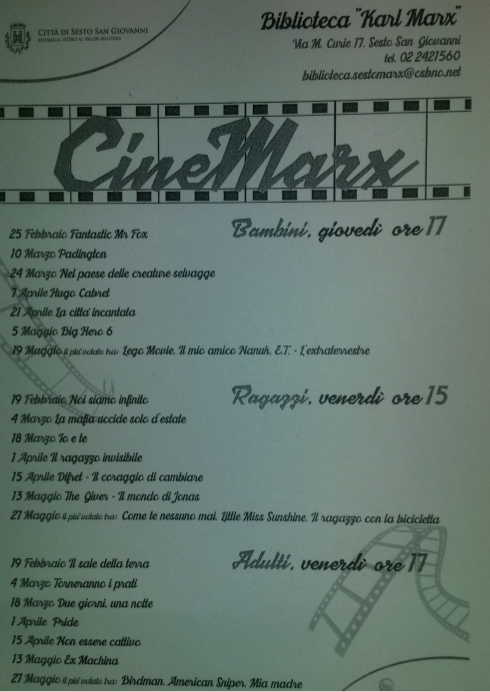 CITTÀ DI SESTO SAN GIOVANNI
MEDAGLIA D'ORO AL VALOR MILITARE
Biblioteca "Karl Marx"
Via M. Curie 17, Sesto San Giovanni
tel. 02 2421560
biblioteca.sestomarx@csbno.net
CineMarx
Bambini, giovedì ore 17
25 Febbraio Fantastic Mr Fox
10 Marzo Padington
24 Marzo Nel paese delle creature selvagge
7 Aprile Hugo Cabret
21 Aprile La città incantata
5 Maggio Big Hero 6
19 Maggio il più votato tra: Lego Movie, Il mio amico Nanuk, E.T. - L'extraterrestre
Ragazzi, venerdì ore 15
19 Febbraio Noi siamo infinito
4 Marzo La mafia uccide solo d'estate
18 Marzo Io e te
1 Aprile Il ragazzo invisibile
15 Aprile Difret - Il coraggio di cambiare
13 Maggio The Giver - Il mondo di Jonas
27 Maggio il più votato tra: Come te nessuno mai, Little Miss Sunshine, Il ragazzo con la bicicletta
Adulti, venerdì ore 17
19 Febbraio Il sale della terra
4 Marzo Torneranno i prati
18 Marzo Due giorni, una notte
1 Aprile Pride
15 Aprile Non essere cattivo
13 Maggio Ex Machina
27 Maggio il più votato tra: Birdman, American Sniper, Mia madre